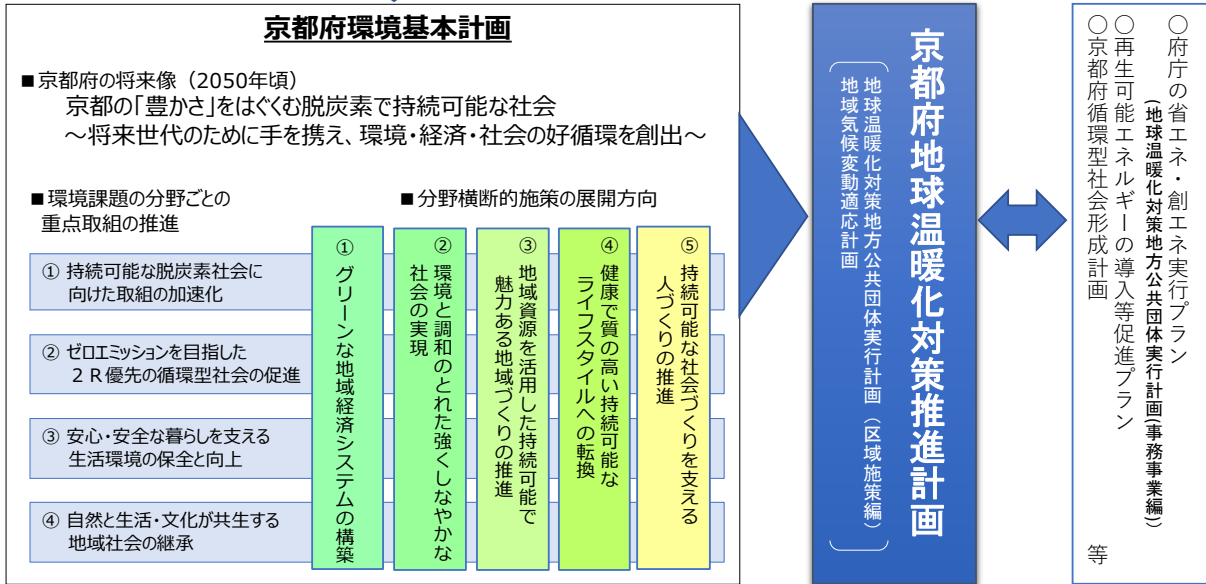 京都府環境基本計画
■京都府の将来像（2050年頃）
京都の「豊かさ」をはぐくむ脱炭素で持続可能な社会
～将来世代のために手を携え、環境・経済・社会の好循環を創出～
■環境課題の分野ごとの
重点取組の推進
① 持続可能な脱炭素社会に
向けた取組の加速化
② ゼロエミッションを目指した
２Ｒ優先の循環型社会の促進
③ 安心・安全な暮らしを支える
生活環境の保全と向上
④ 自然と生活・文化が共生する
地域社会の継承
■分野横断的施策の展開方向
① グリーンな地域経済システムの構築
② 環境と調和のとれた強くしなやかな
社会の実現
③ 地域資源を活用した持続可能で
魅力ある地域づくりの推進
④ 健康で質の高い持続可能な
ライフスタイルへの転換
⑤ 持続可能な社会づくりを支える
人づくりの推進
京都府地球温暖化対策推進計画
地球温暖化対策地方公共団体実行計画（区域施策編）
地域気候変動適応計画
○府庁の省エネ・創エネ実行プラン
(地球温暖化対策地方公共団体実行計画(事務事業編))
○再生可能エネルギーの導入等促進プラン
○京都府循環型社会形成計画 等